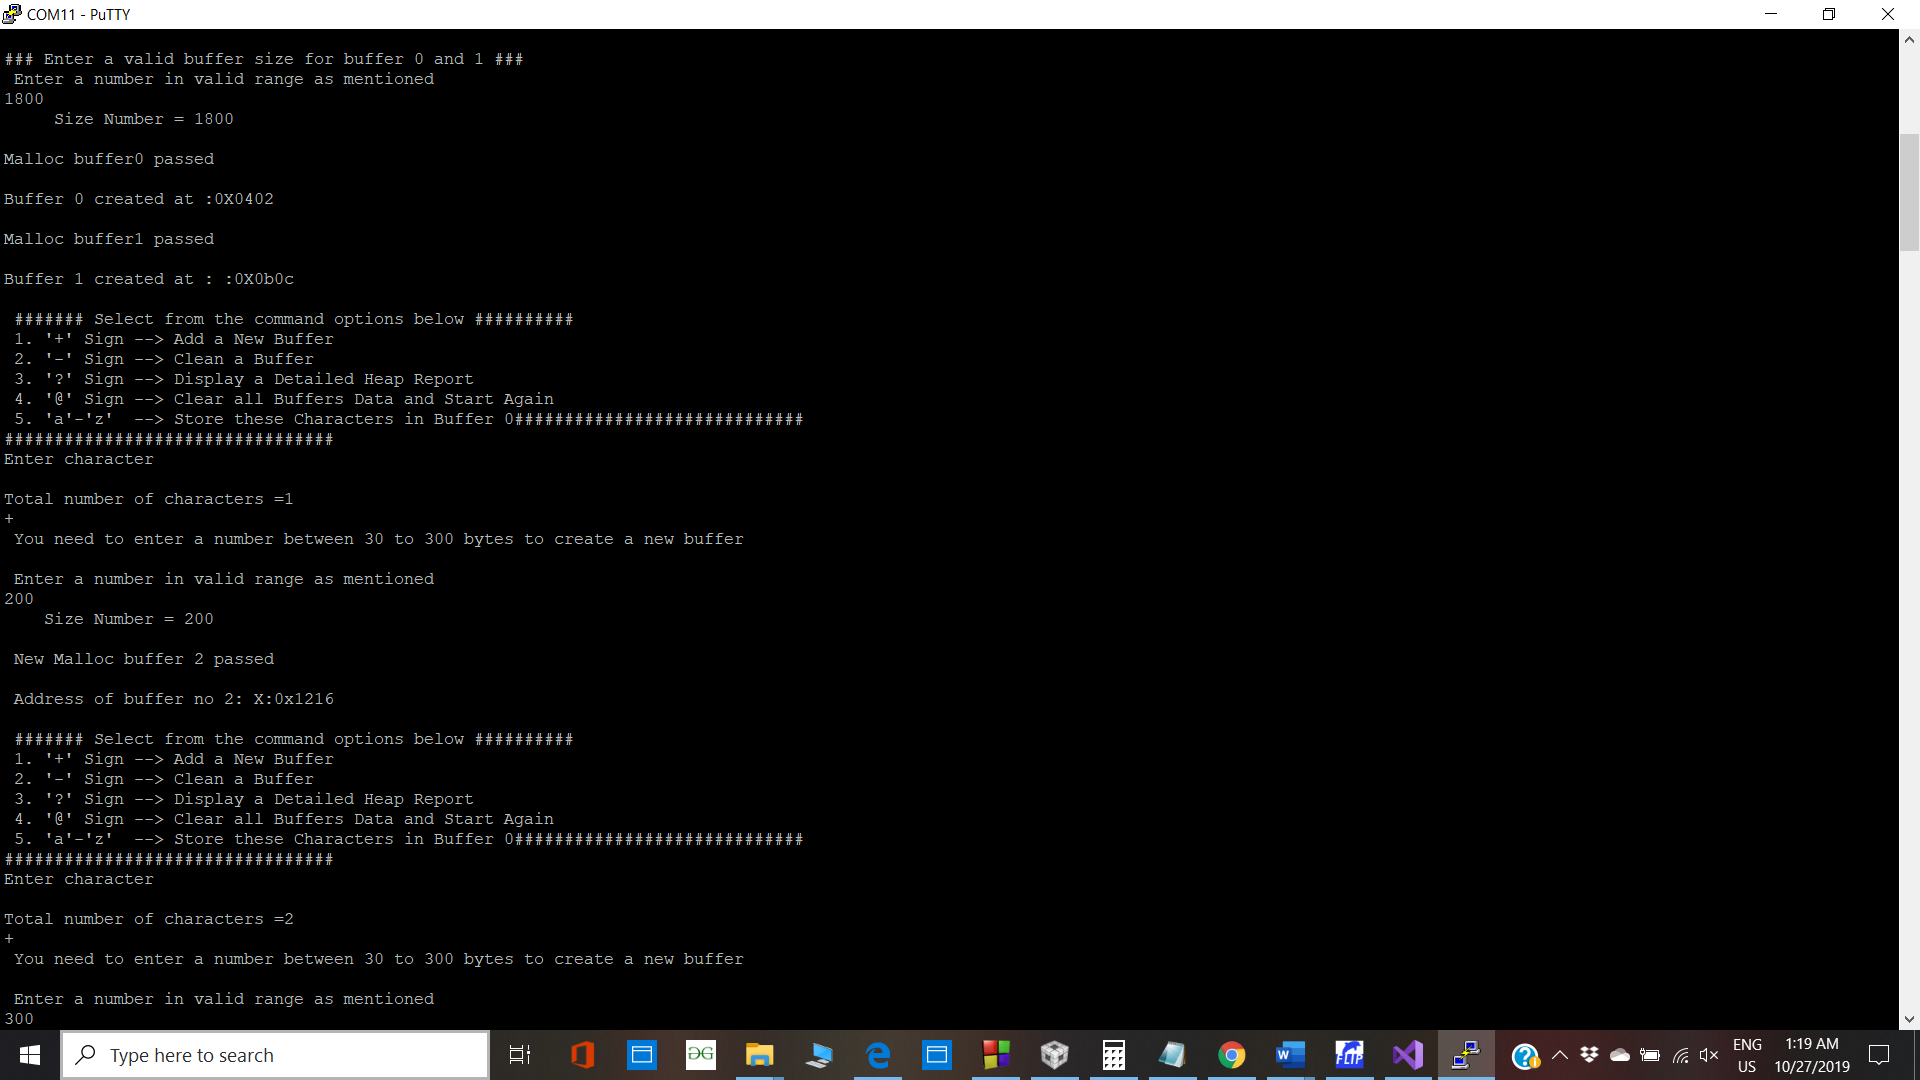 COM11 - PuTTY
### Enter a valid buffer size for buffer 0 and 1 ###
Enter a number in valid range as mentioned
1800
Size Number = 1800
Malloc buffer0 passed
Buffer 0 created at :0X0402
Malloc buffer1 passed
Buffer 1 created at : :0X0b0c
####### Select from the command options below ##########
1. '+' Sign --> Add a New Buffer
2. '-' Sign --> Clean a Buffer
3. '?' Sign --> Display a Detailed Heap Report
4. '@' Sign --> Clear all Buffers Data and Start Again
5. 'a'-'z'  --> Store these Characters in Buffer 0#############################
#################################
Enter character
Total number of characters =1
+
You need to enter a number between 30 to 300 bytes to create a new buffer
Enter a number in valid range as mentioned
200
Size Number = 200
New Malloc buffer 2 passed
Address of buffer no 2: X:0x1216
####### Select from the command options below ##########
1. '+' Sign --> Add a New Buffer
2. '-' Sign --> Clean a Buffer
3. '?' Sign --> Display a Detailed Heap Report
4. '@' Sign --> Clear all Buffers Data and Start Again
5. 'a'-'z'  --> Store these Characters in Buffer 0#############################
#################################
Enter character
Total number of characters =2
+
You need to enter a number between 30 to 300 bytes to create a new buffer
Enter a number in valid range as mentioned
300
Type here to search
FLIP
ENG
US
1:19 AM
10/27/2019